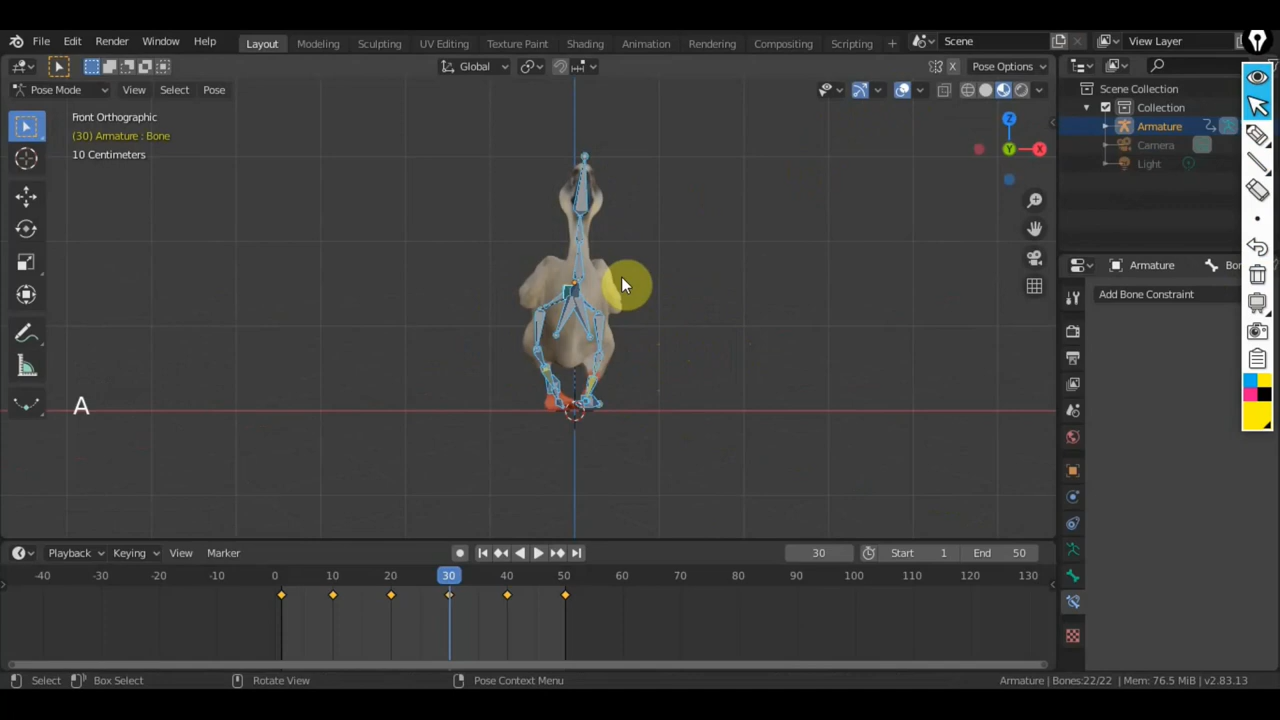 File Edit Render Window Help Layout Modeling Sculpting UV Editing Texture Paint Shading Animation Rendering Compositing Scripting + Scene View Layer
Global Pose Options
Pose Mode View Select Pose
Scene Collection
Collection
Armature
Camera
Light
Front Orthographic
(30) Armature : Bone
10 Centimeters
Z
Y
X
X
A
Armature
Add Bone Constraint
Playback Keying View Marker 30 Start 1 End 50
-40 -30 -20 -10 0 10 20 30 40 50 60 70 80 90 100 110 120 130
Select Box Select Rotate View Pose Context Menu Armature | Bones:22/22 | Mem: 76.5 MiB | v2.83.13